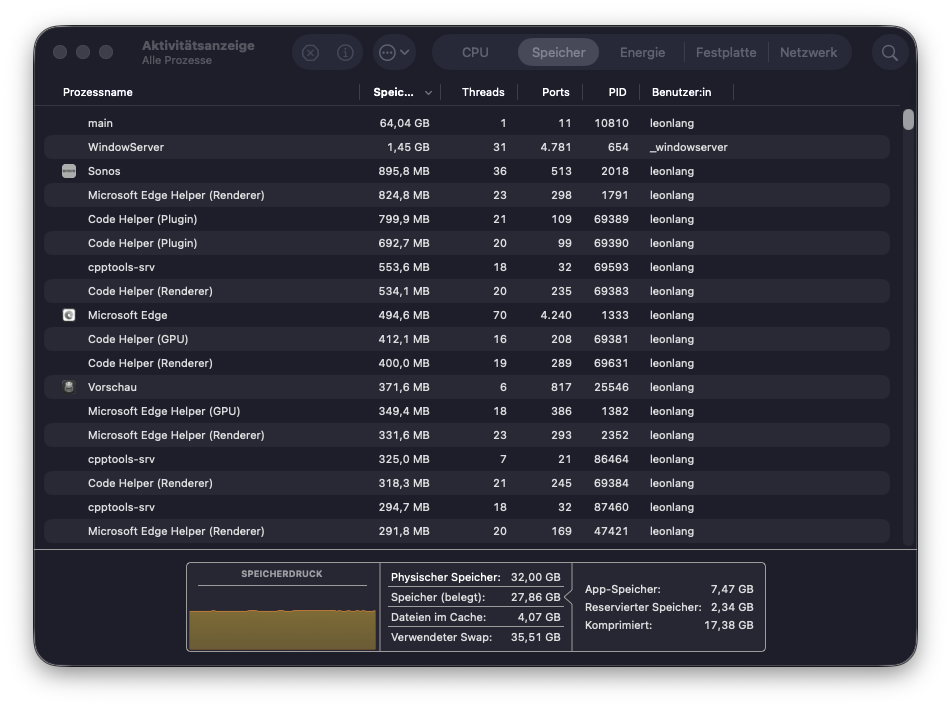 Aktivitätsanzeige
Alle Prozesse
CPU Speicher Energie Festplatte Netzwerk
Prozessname Speic... Threads Ports PID Benutzer:in
main 64,04 GB 1 11 10810 leonlang
WindowServer 1,45 GB 31 4.781 654 _windowserver
Sonos 895,8 MB 36 513 2018 leonlang
Microsoft Edge Helper (Renderer) 824,8 MB 23 298 1791 leonlang
Code Helper (Plugin) 799,9 MB 21 109 69389 leonlang
Code Helper (Plugin) 692,7 MB 20 99 69390 leonlang
cpptools-srv 553,6 MB 18 32 69593 leonlang
Code Helper (Renderer) 534,1 MB 20 235 69383 leonlang
Microsoft Edge 494,6 MB 70 4.240 1333 leonlang
Code Helper (GPU) 412,1 MB 16 208 69381 leonlang
Code Helper (Renderer) 400,0 MB 19 289 69631 leonlang
Vorschau 371,6 MB 6 817 25546 leonlang
Microsoft Edge Helper (GPU) 349,4 MB 18 386 1382 leonlang
Microsoft Edge Helper (Renderer) 331,6 MB 23 293 2352 leonlang
cpptools-srv 325,0 MB 7 21 86464 leonlang
Code Helper (Renderer) 318,3 MB 21 245 69384 leonlang
cpptools-srv 294,7 MB 18 32 87460 leonlang
Microsoft Edge Helper (Renderer) 291,8 MB 20 169 47421 leonlang
SPEICHERDRUCK
Physischer Speicher: 32,00 GB
Speicher (belegt): 27,86 GB
Dateien im Cache: 4,07 GB
Verwendeter Swap: 35,51 GB
App-Speicher: 7,47 GB
Reservierter Speicher: 2,34 GB
Komprimiert: 17,38 GB